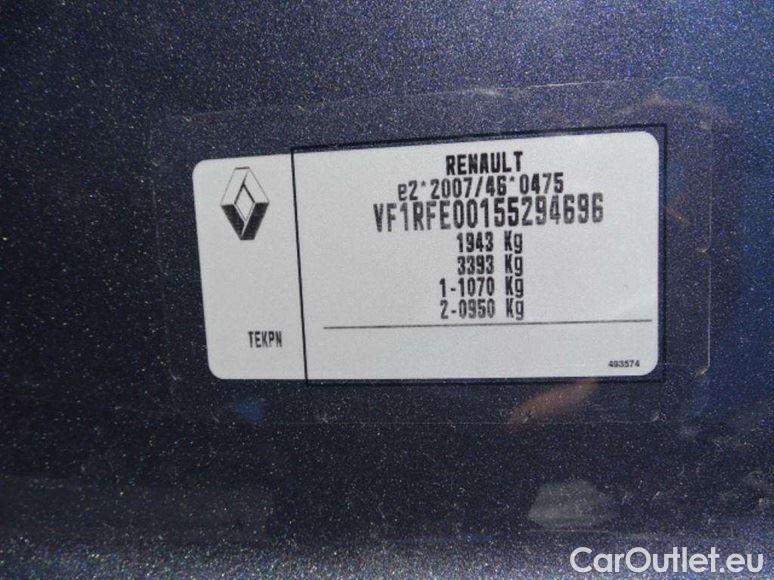 RENAULT
e2*2007/46*0475
VF1RFE00155294696
1943 Kg
3393 Kg
1-1070 Kg
2-0950 Kg
TEKPN
493574
CarOutlet.eu